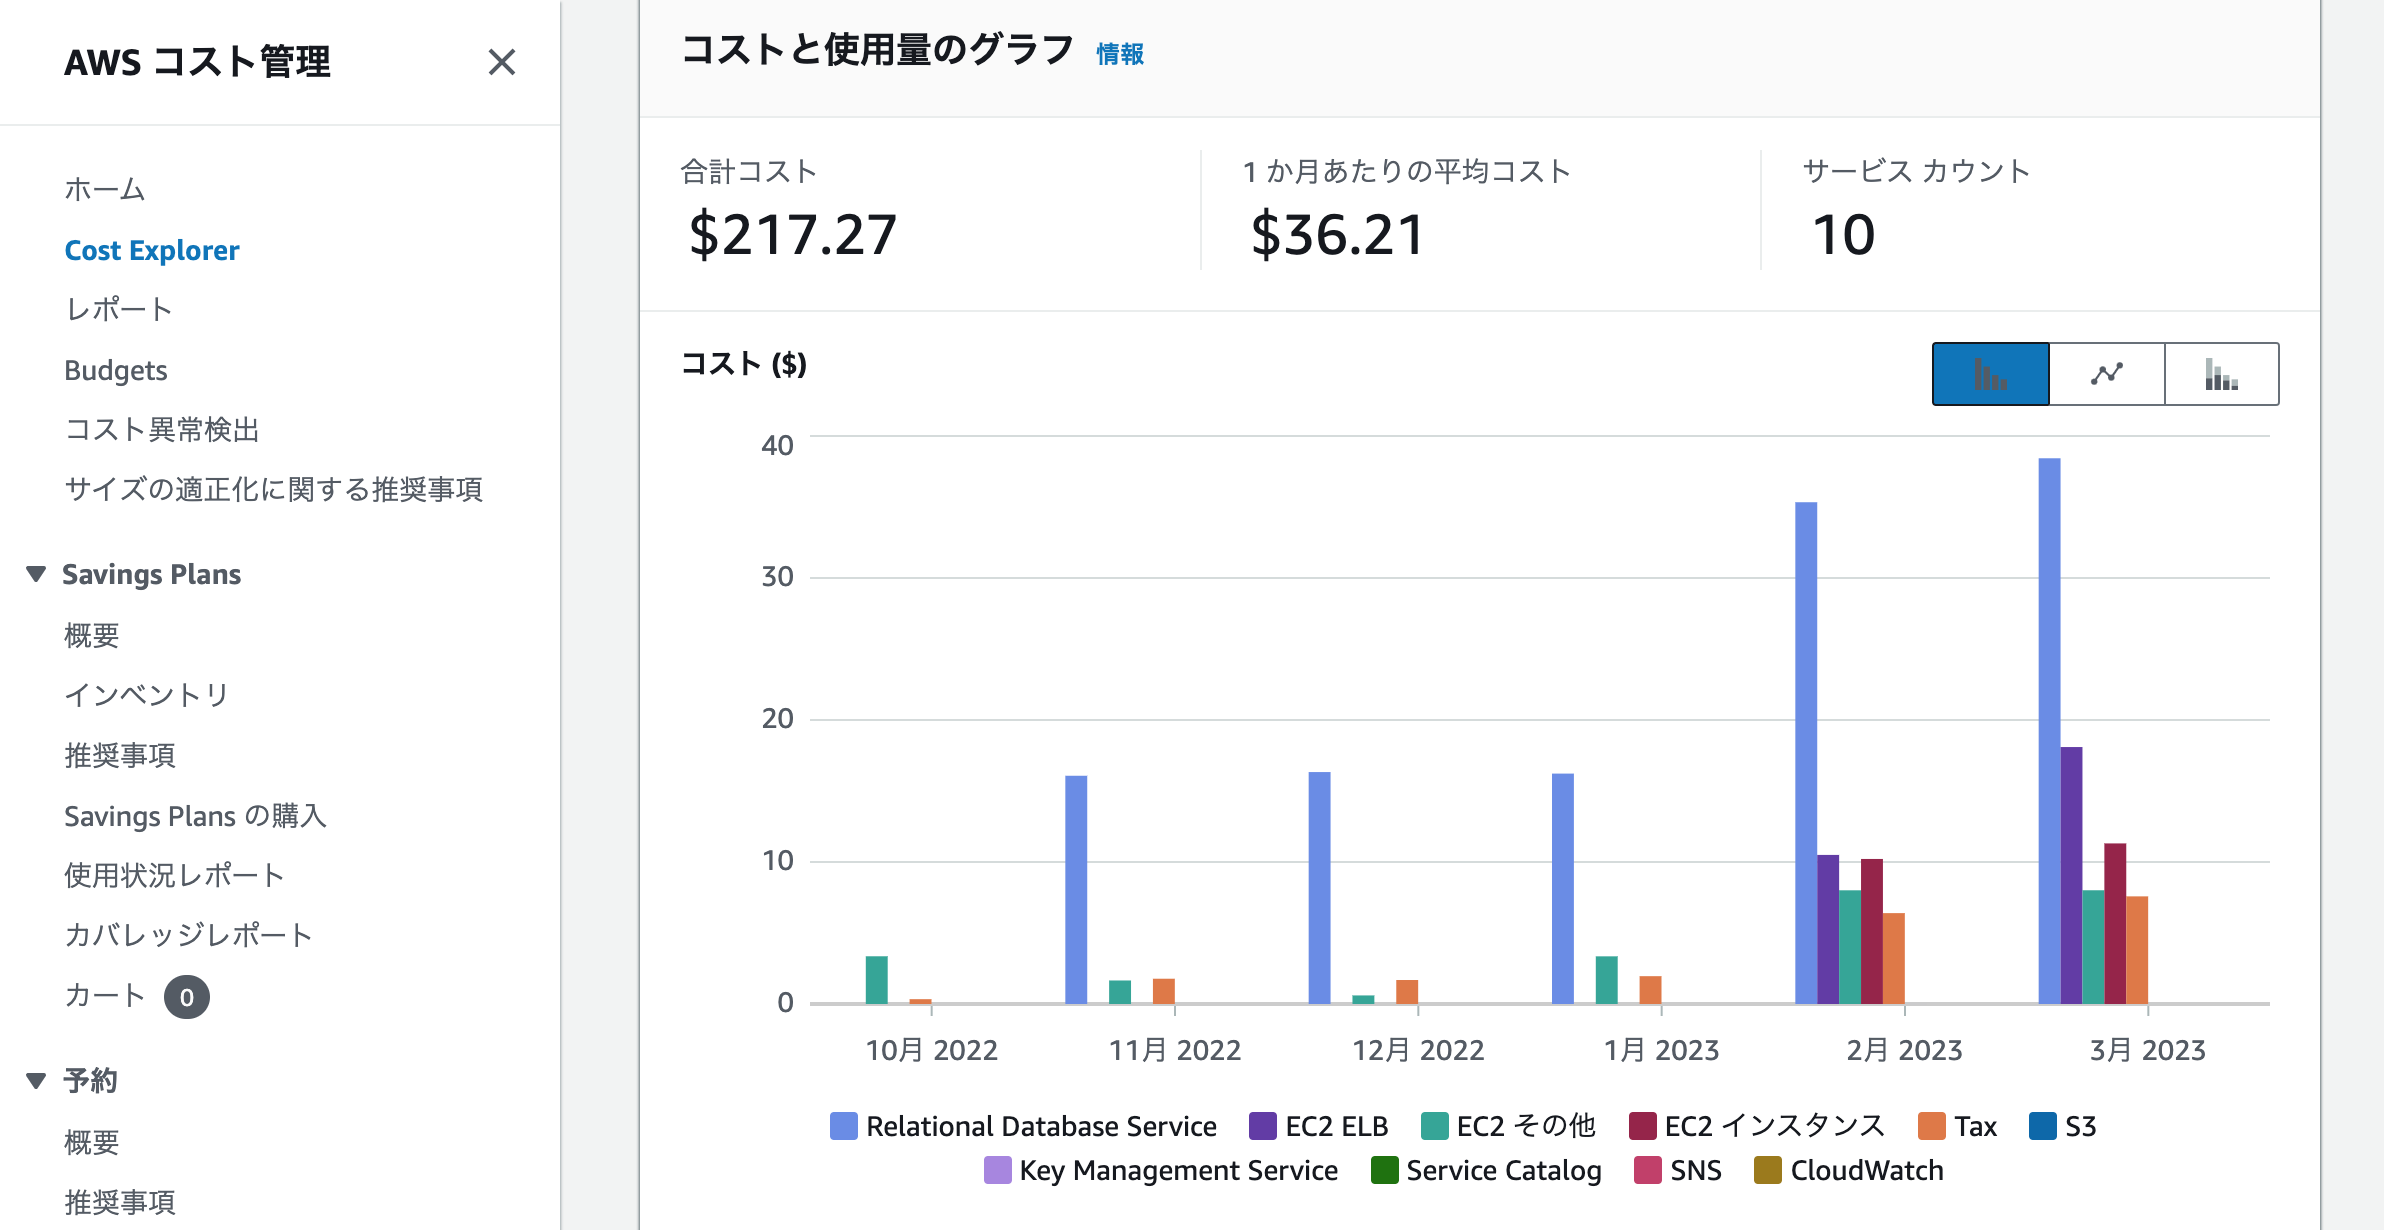 AWS コスト管理
ホーム
Cost Explorer
レポート
Budgets
コスト異常検出
サイズの適正化に関する推奨事項
Savings Plans
概要
インベントリ
推奨事項
Savings Plans の購入
使用状況レポート
カバレッジレポート
カート 0
予約
概要
推奨事項
コストと使用量のグラフ 情報
合計コスト
$217.27
1 か月あたりの平均コスト
$36.21
サービス カウント
10
コスト ($)
40
30
20
10
0
10月 2022 11月 2022 12月 2022 1月 2023 2月 2023 3月 2023
Relational Database Service EC2 ELB EC2 その他 EC2 インスタンス Tax S3
Key Management Service Service Catalog SNS CloudWatch